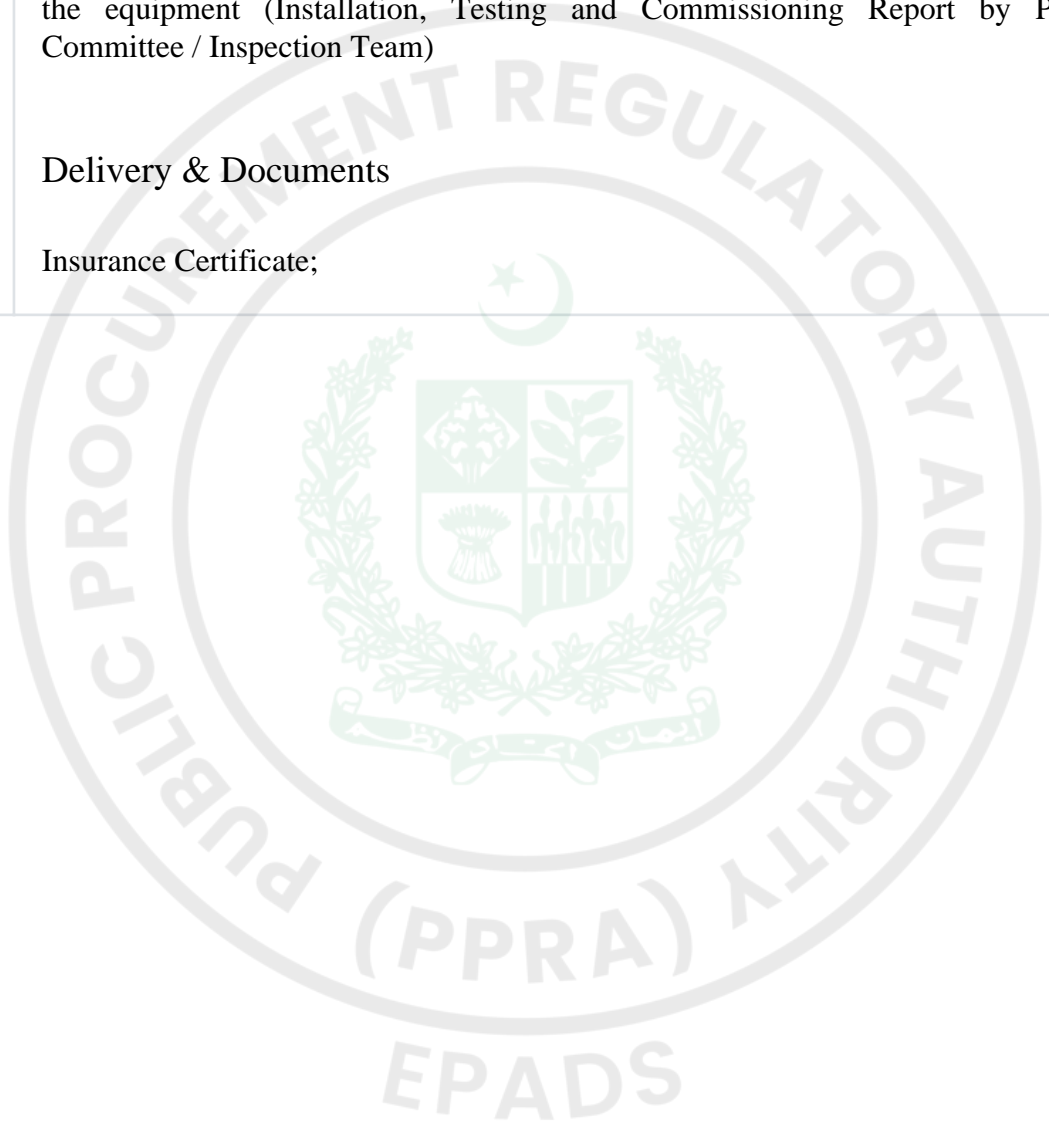 the equipment (Installation, Testing and Commissioning Report by
Committee / Inspection Team)
Delivery & Documents
Insurance Certificate;
PUBLIC PROCUREMENT REGULATORY AUTHORITY
(PPRA)
EPADS